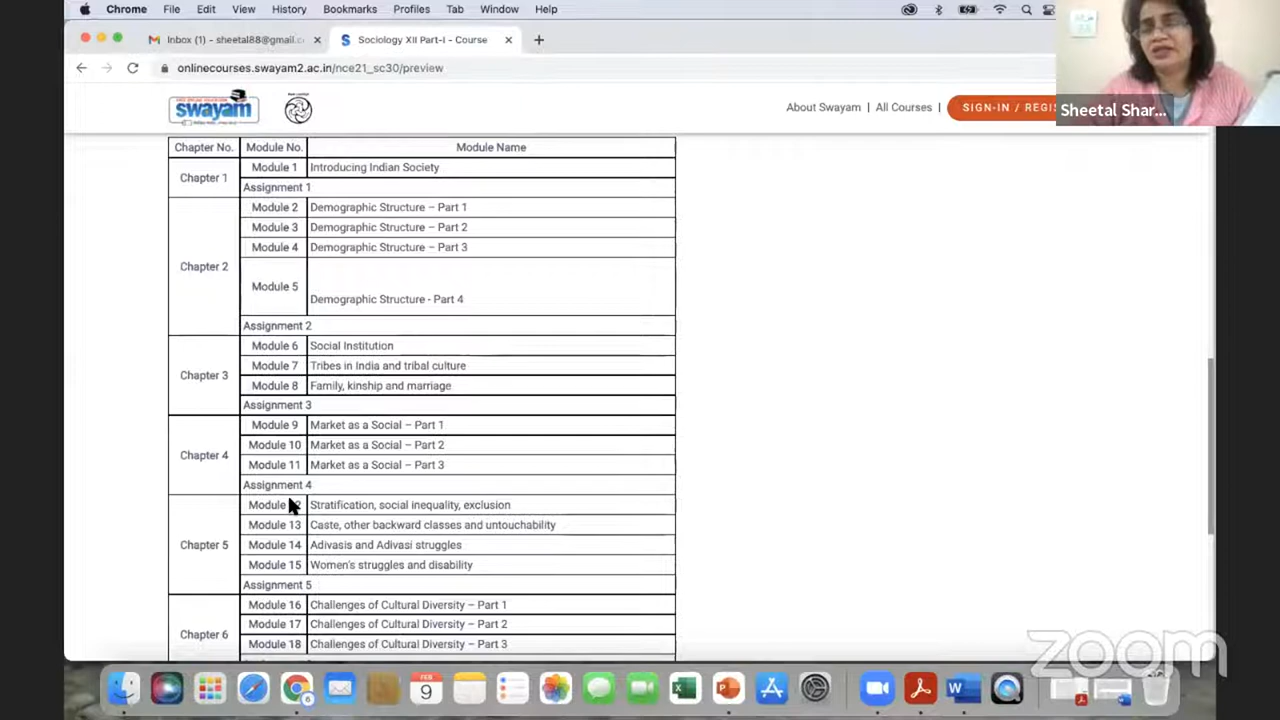 Chrome File Edit View History Bookmarks Profiles Tab Window Help
Inbox (1) - sheetal88@gmail.c
Sociology XII Part-I - Course
onlinecourses.swayam2.ac.in/nce21_sc30/preview
swayam
About Swayam | All Courses | SIGN-IN / REGIS
Sheetal Shar...
Chapter No. Module No. Module Name
Chapter 1
Module 1 Introducing Indian Society
Assignment 1
Chapter 2
Module 2 Demographic Structure – Part 1
Module 3 Demographic Structure – Part 2
Module 4 Demographic Structure – Part 3
Module 5 Demographic Structure - Part 4
Assignment 2
Chapter 3
Module 6 Social Institution
Module 7 Tribes in India and tribal culture
Module 8 Family, kinship and marriage
Assignment 3
Chapter 4
Module 9 Market as a Social – Part 1
Module 10 Market as a Social – Part 2
Module 11 Market as a Social – Part 3
Assignment 4
Chapter 5
Module 12 Stratification, social inequality, exclusion
Module 13 Caste, other backward classes and untouchability
Module 14 Adivasis and Adivasi struggles
Module 15 Women's struggles and disability
Assignment 5
Chapter 6
Module 16 Challenges of Cultural Diversity – Part 1
Module 17 Challenges of Cultural Diversity – Part 2
Module 18 Challenges of Cultural Diversity – Part 3
zoom
FEB
9
6